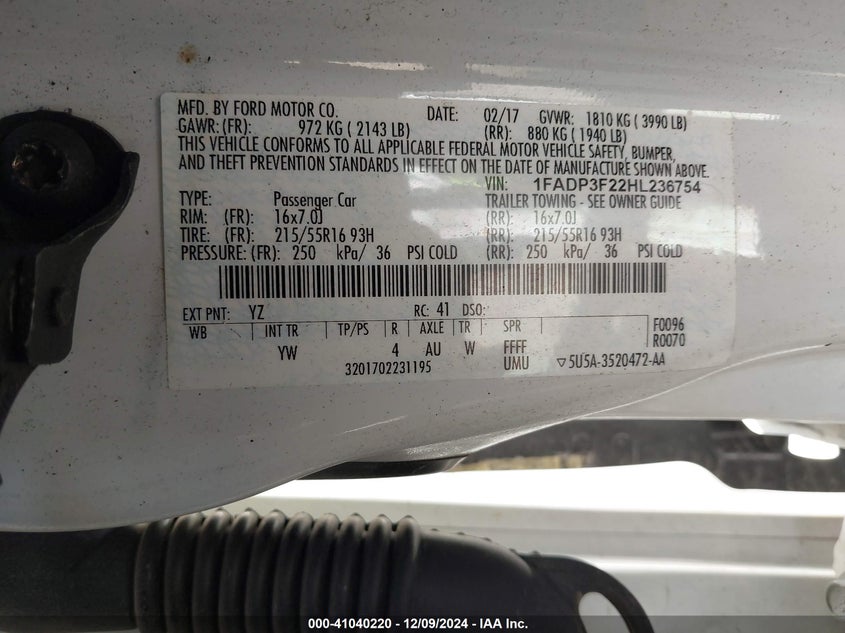 MFD. BY FORD MOTOR CO. DATE: 02/17 GVWR: 1810 KG ( 3990 LB)
GAWR: (FR): 972 KG ( 2143 LB) (RR): 880 KG ( 1940 LB)
THIS VEHICLE CONFORMS TO ALL APPLICABLE FEDERAL MOTOR VEHICLE SAFETY, BUMPER,
AND THEFT PREVENTION STANDARDS IN EFFECT ON THE DATE OF MANUFACTURE SHOWN ABOVE.
VIN: 1FADP3F22HL236754
TYPE: Passenger Car TRAILER TOWING - SEE OWNER GUIDE
RIM: (FR): 16x7.0J (RR): 16x7.0J
TIRE: (FR): 215/55R16 93H (RR): 215/55R16 93H
PRESSURE: (FR): 250 kPa/ 36 PSI COLD (RR): 250 kPa/ 36 PSI COLD
EXT PNT: YZ RC: 41 DSO:
WB INT TR TP/PS R AXLE TR SPR F0096
R0070
YW 4 AU W FFFF
3201702231195 UMU ▽5U5A-3520472-AA
000-41040220 - 12/09/2024 - IAA Inc.